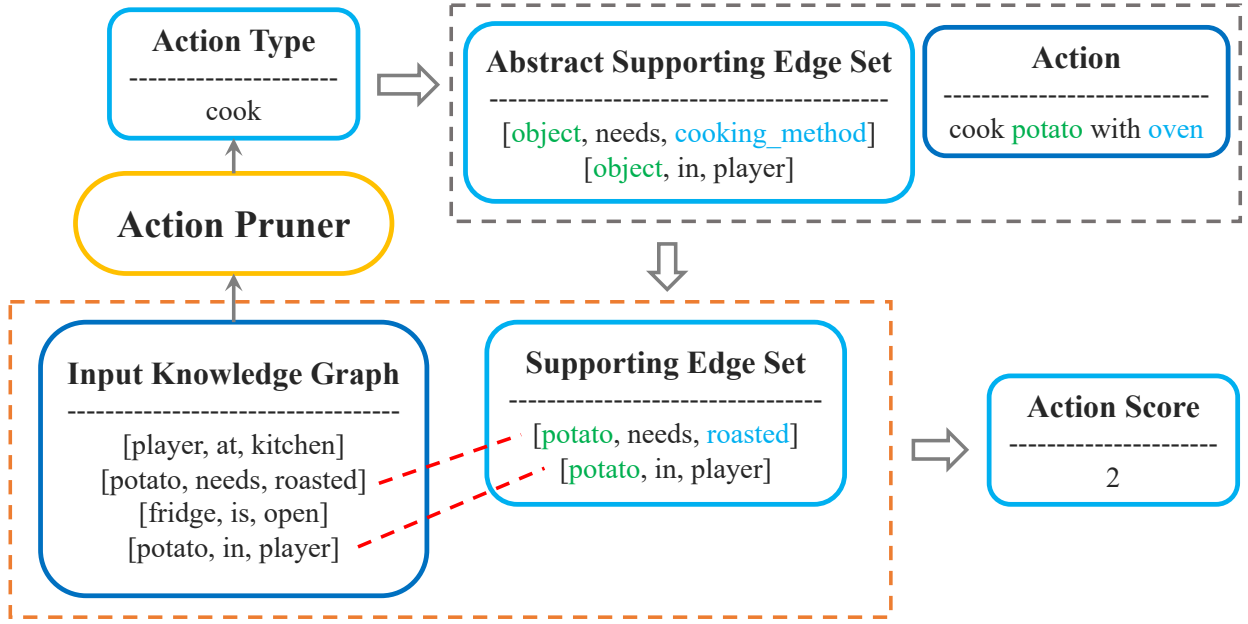 Action Type
cook
Abstract Supporting Edge Set
[object, needs, cooking_method]
[object, in, player]
Action
cook potato with oven
Action Pruner
Input Knowledge Graph
[player, at, kitchen]
[potato, needs, roasted]
[fridge, is, open]
[potato, in, player]
Supporting Edge Set
[potato, needs, roasted]
[potato, in, player]
Action Score
2